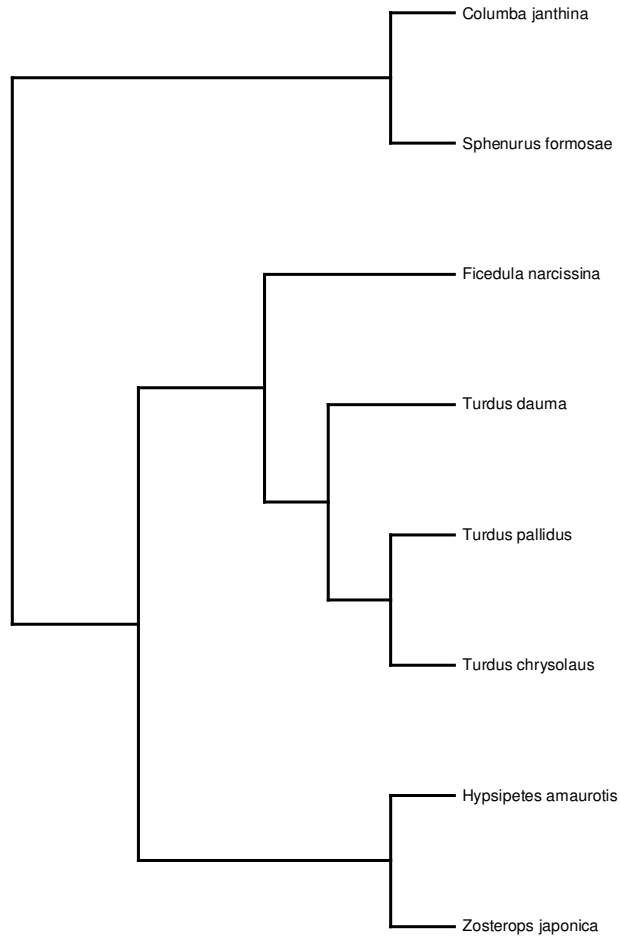 Columba janthina
Sphenurus formosae
Ficedula narcissina
Turdus dauma
Turdus pallidus
Turdus chrysolaus
Hypsipetes amaurotis
Zosterops japonica